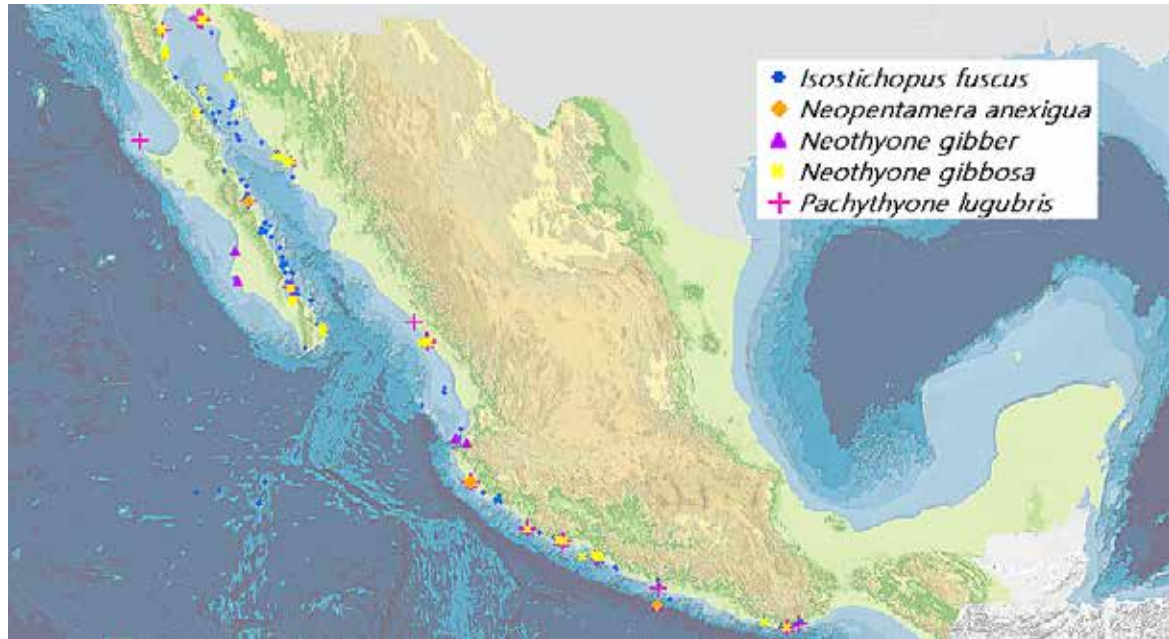 Isostichopus fuscus
Neopentamera anexigua
Neothyone gibber
Neothyone gibbosa
Pachythyone lugubris